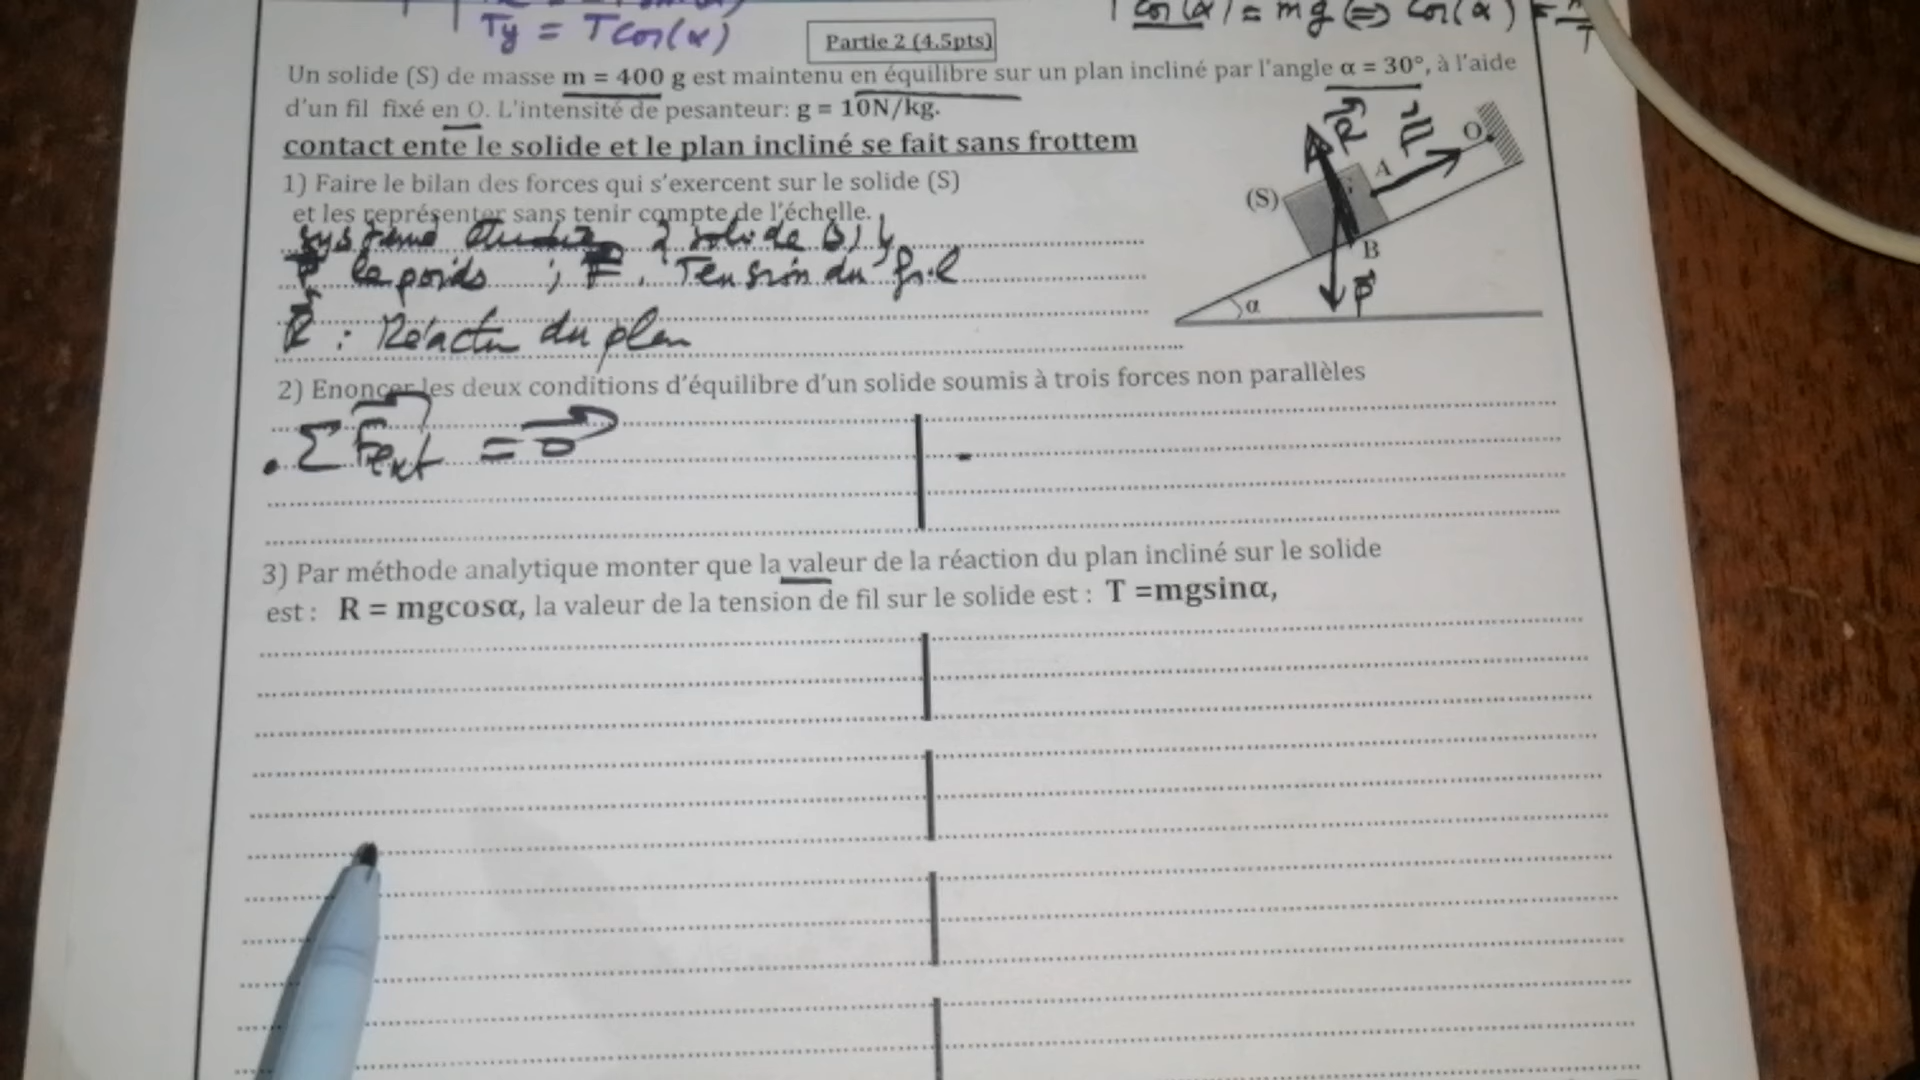 Ty = T cos(α)
cos(α) = mg ⟺ cos(α) =
Partie 2 (4.5pts)
Un solide (S) de masse m = 400 g est maintenu en équilibre sur un plan incliné par l'angle α = 30°, à l'aide
d'un fil fixé en O. L'intensité de pesanteur: g = 10N/kg.
contact ente le solide et le plan incliné se fait sans frottem
1) Faire le bilan des forces qui s'exercent sur le solide (S)
et les représenter sans tenir compte de l'échelle.
R
O
A
(S)
B
α
P
système solide S
le poids ; Tension du fil
R : Réaction du plan
2) Enoncer les deux conditions d'équilibre d'un solide soumis à trois forces non parallèles
. ΣFext = 0
-
3) Par méthode analytique monter que la valeur de la réaction du plan incliné sur le solide
est : R = mgcosα, la valeur de la tension de fil sur le solide est : T =mgsinα,